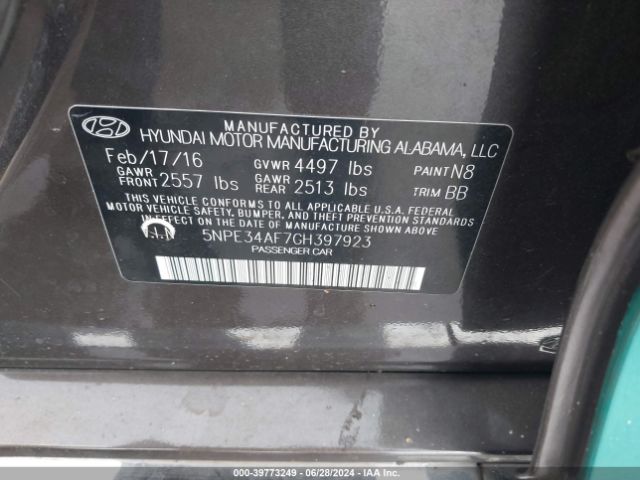 MANUFACTURED BY
HYUNDAI MOTOR MANUFACTURING ALABAMA, LLC
Feb/17/16 GVWR 4497 lbs PAINT N8
GAWR FRONT 2557 lbs GAWR REAR 2513 lbs TRIM BB
THIS VEHICLE CONFORMS TO ALL APPLICABLE U.S.A. FEDERAL
MOTOR VEHICLE SAFETY, BUMPER, AND THEFT PREVENTION STANDARDS
IN EFFECT ON THE DATE OF MANUFACTURE SHOWN ABOVE.
5NPE34AF7GH397923
PASSENGER CAR
000-39773249 - 06/28/2024 - IAA Inc.